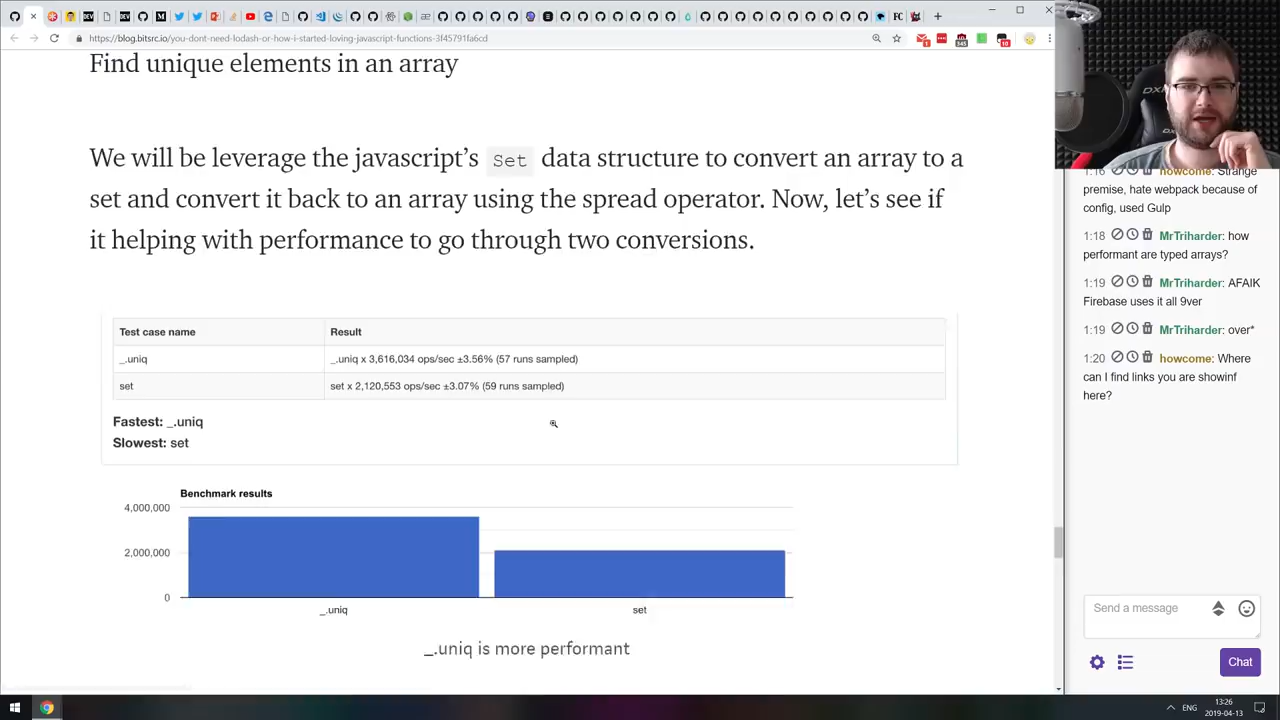 https://blog.bitsrc.io/you-dont-need-lodash-or-how-i-started-loving-javascript-functions-3f45791fa6cd
Find unique elements in an array
We will be leverage the javascript's Set data structure to convert an array to a
set and convert it back to an array using the spread operator. Now, let's see if
it helping with performance to go through two conversions.
Test case name Result
_.uniq _.uniq x 3,616,034 ops/sec ±3.56% (57 runs sampled)
set set x 2,120,553 ops/sec ±3.07% (59 runs sampled)
Fastest: _.uniq
Slowest: set
Benchmark results
4,000,000
2,000,000
0
_.uniq set
_.uniq is more performant
1:16 howcome: Strange
premise, hate webpack because of
config, used Gulp
1:18 MrTriharder: how
performant are typed arrays?
1:19 MrTriharder: AFAIK
Firebase uses it all 9ver
1:19 MrTriharder: over*
1:20 howcome: Where
can I find links you are showinf
here?
Send a message
Chat
ENG
13:26
2019-04-13